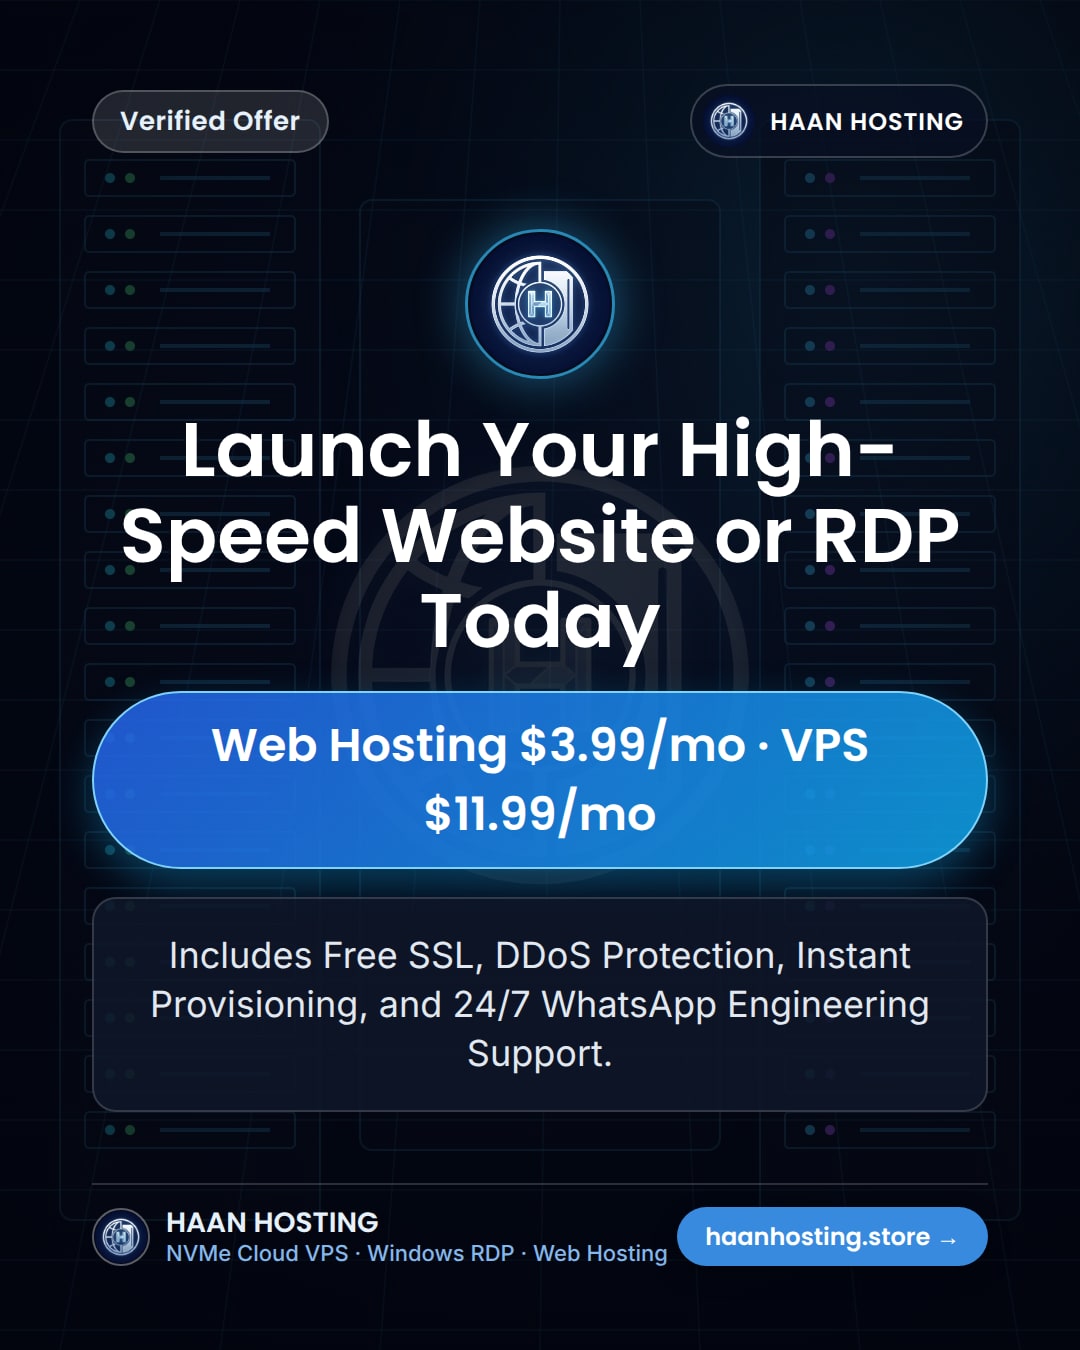 Verified Offer
H HAAN HOSTING
H
Launch Your High-
Speed Website or RDP
Today
Web Hosting $3.99/mo · VPS
$11.99/mo
Includes Free SSL, DDoS Protection, Instant
Provisioning, and 24/7 WhatsApp Engineering
Support.
H HAAN HOSTING
NVMe Cloud VPS · Windows RDP · Web Hosting
haanhosting.store →